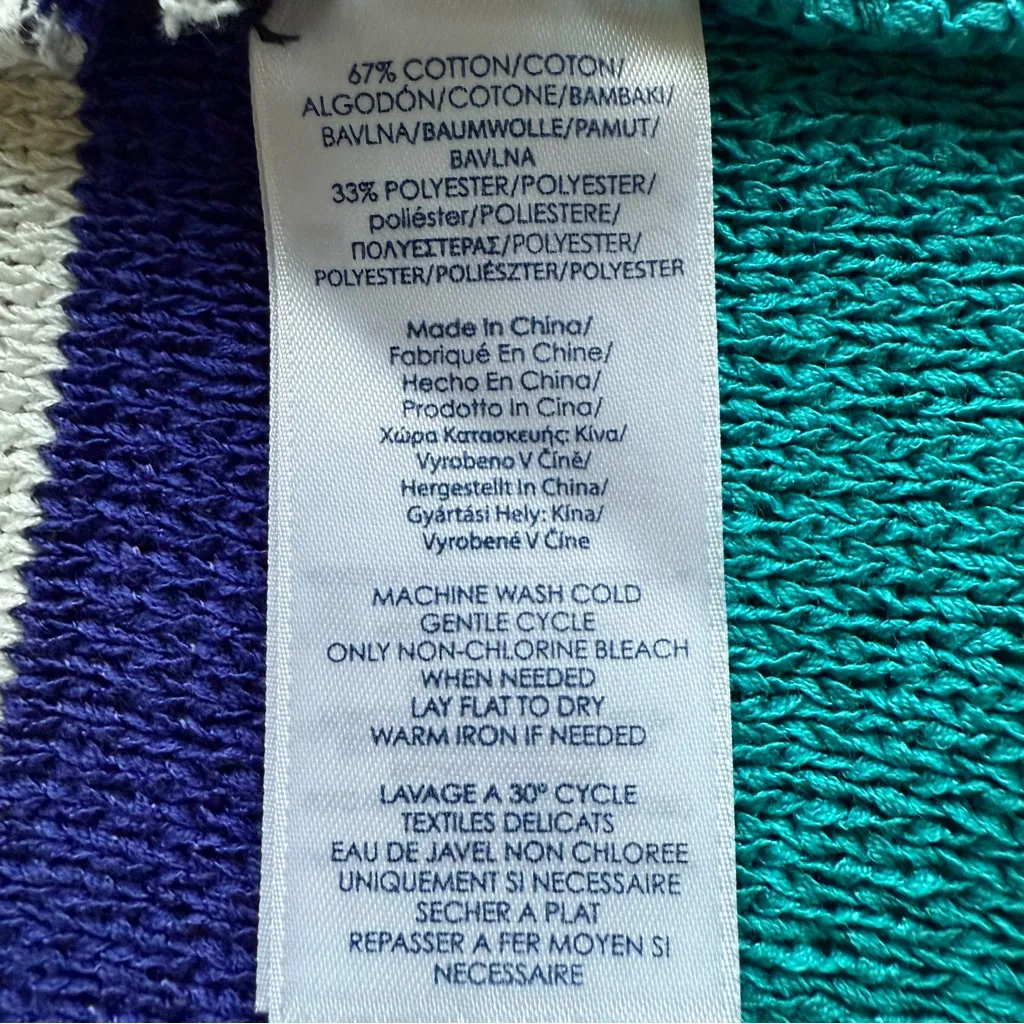 67% COTTON/COTON/
ALGODÓN/COTONE/BAMBAKI/
BAVLNA/BAUMWOLLE/PAMUT/
BAVLNA
33% POLYESTER/POLYESTER/
poliéster/POLIESTERE/
ΠΟΛΥΕΣΤΕΡΑΣ/POLYESTER/
POLYESTER/POLIÉSZTER/POLYESTER
Made In China/
Fabriqué En Chine/
Hecho En China/
Prodotto In Cina/
Χώρα Κατασκευής: Κίνα/
Vyrobeno V Číně/
Hergestellt In China/
Gyártási Hely: Kína/
Vyrobené V Číne
MACHINE WASH COLD
GENTLE CYCLE
ONLY NON-CHLORINE BLEACH
WHEN NEEDED
LAY FLAT TO DRY
WARM IRON IF NEEDED
LAVAGE A 30° CYCLE
TEXTILES DELICATS
EAU DE JAVEL NON CHLOREE
UNIQUEMENT SI NECESSAIRE
SECHER A PLAT
REPASSER A FER MOYEN SI
NECESSAIRE